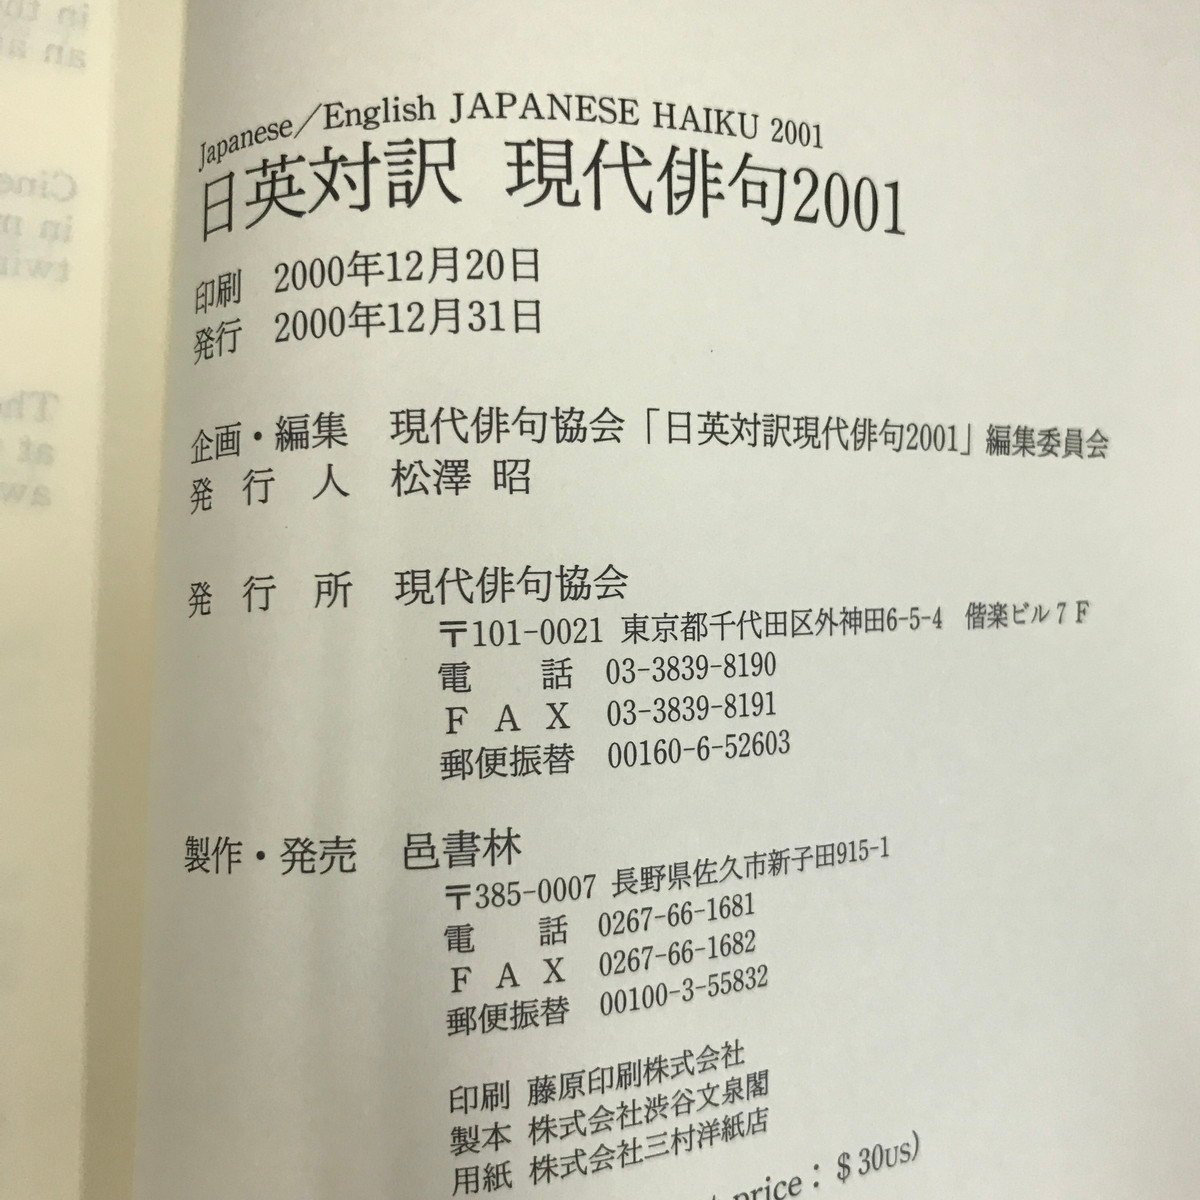 Japanese／English JAPANESE HAIKU 2001
日英対訳 現代俳句2001
印刷 2000年12月20日
発行 2000年12月31日
企画・編集 現代俳句協会「日英対訳現代俳句2001」編集委員会
発行人 松澤 昭
発行所 現代俳句協会
〒101-0021 東京都千代田区外神田6-5-4 偕楽ビル７Ｆ
電話 03-3839-8190
ＦＡＸ 03-3839-8191
郵便振替 00160-6-52603
製作・発売 邑書林
〒385-0007 長野県佐久市新子田915-1
電話 0267-66-1681
ＦＡＸ 0267-66-1682
郵便振替 00100-3-55832
印刷 藤原印刷株式会社
製本 株式会社渋谷文泉閣
用紙 株式会社三村洋紙店
price：＄30US)